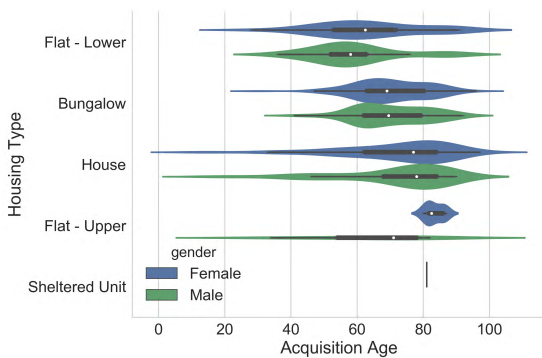 Flat - Lower
Bungalow
House
Flat - Upper
Sheltered Unit
Housing Type
gender
Female
Male
0 20 40 60 80 100
Acquisition Age